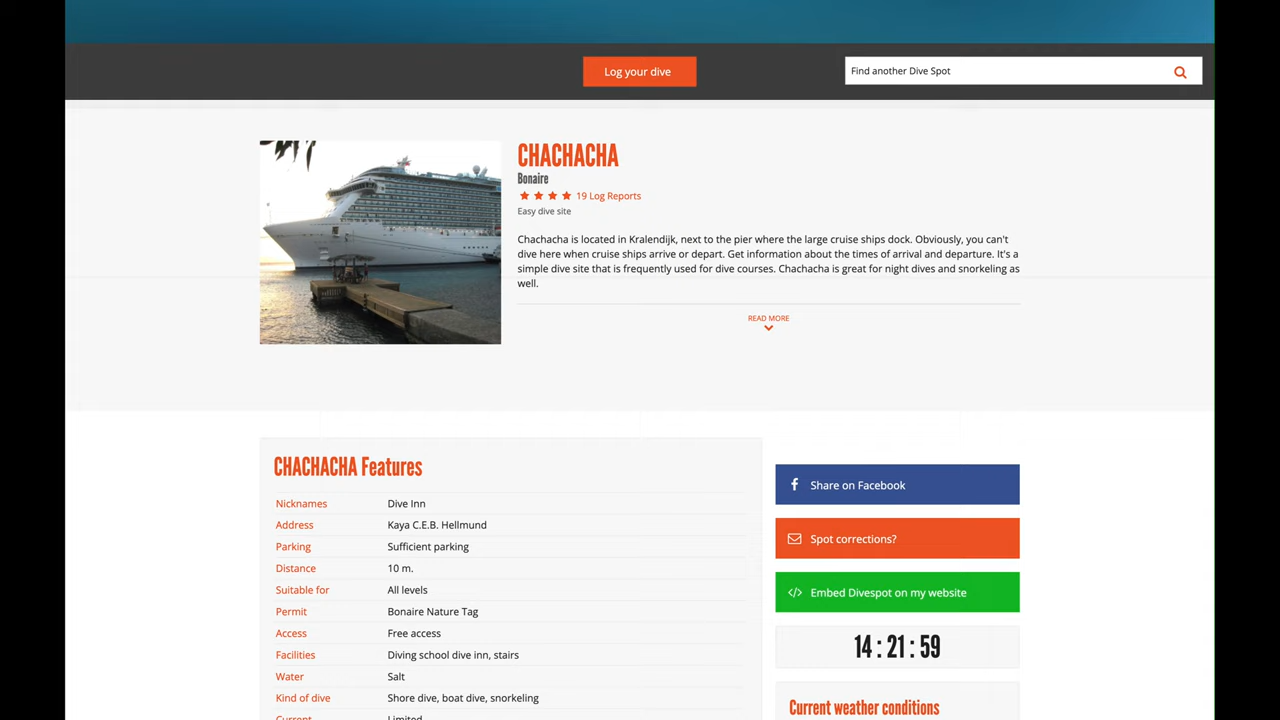 Log your dive
Find another Dive Spot
CHACHACHA
Bonaire
19 Log Reports
Easy dive site
Chachacha is located in Kralendijk, next to the pier where the large cruise ships dock. Obviously, you can't
dive here when cruise ships arrive or depart. Get information about the times of arrival and departure. It's a
simple dive site that is frequently used for dive courses. Chachacha is great for night dives and snorkeling as
well.
READ MORE
CHACHACHA Features
Nicknames Dive Inn
Address Kaya C.E.B. Hellmund
Parking Sufficient parking
Distance 10 m.
Suitable for All levels
Permit Bonaire Nature Tag
Access Free access
Facilities Diving school dive inn, stairs
Water Salt
Kind of dive Shore dive, boat dive, snorkeling
Current Limited
Share on Facebook
Spot corrections?
Embed Divespot on my website
14 : 21 : 59
Current weather conditions